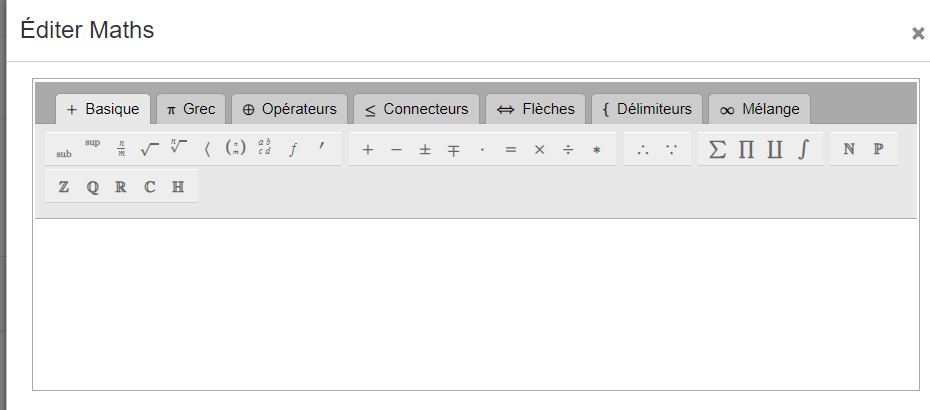 Éditer Maths ×
+ Basique π Grec ⊕ Opérateurs ≤ Connecteurs ⇔ Flèches { Délimiteurs ∞ Mélange
sub sup n/m √ n√ ⟨ (n m) a b c d f ′ + − ± ∓ · = × ÷ * ∴ ∵ ∑ ∏ ∐ ∫ ℕ ℙ
ℤ ℚ ℝ ℂ ℍ